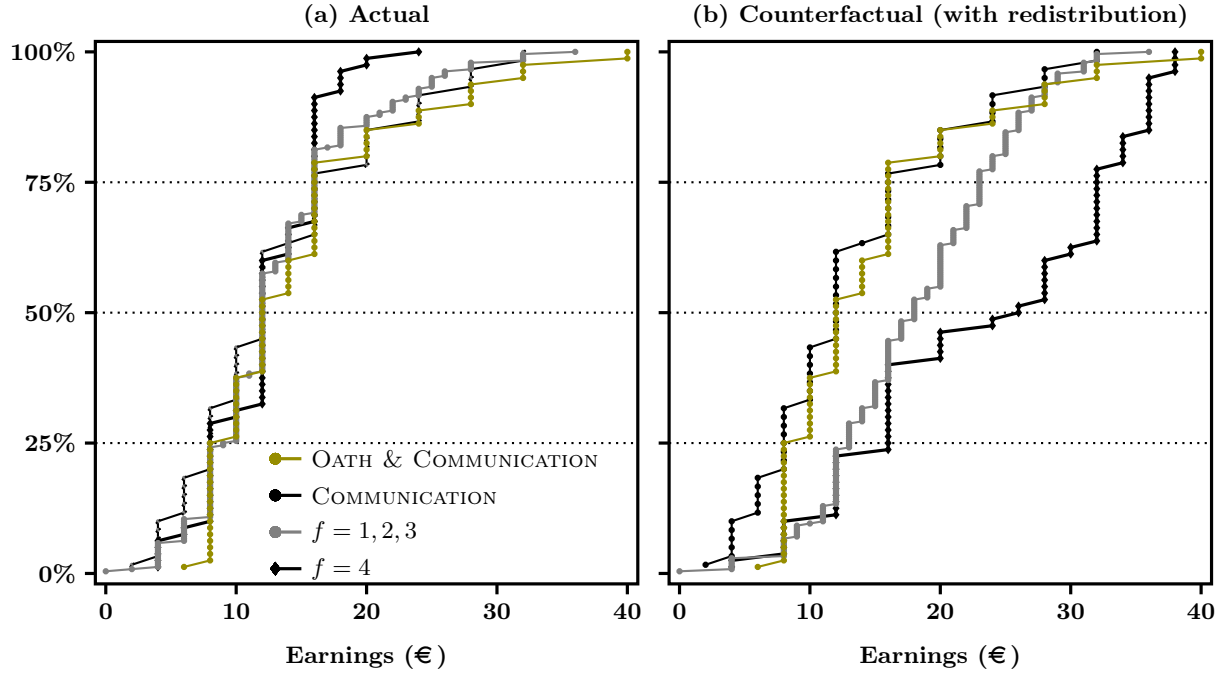 (a) Actual
(b) Counterfactual (with redistribution)
100%
75%
50%
25%
0%
OATH & COMMUNICATION
COMMUNICATION
f = 1, 2, 3
f = 4
0 10 20 30 40
0 10 20 30 40
Earnings (€)
Earnings (€)